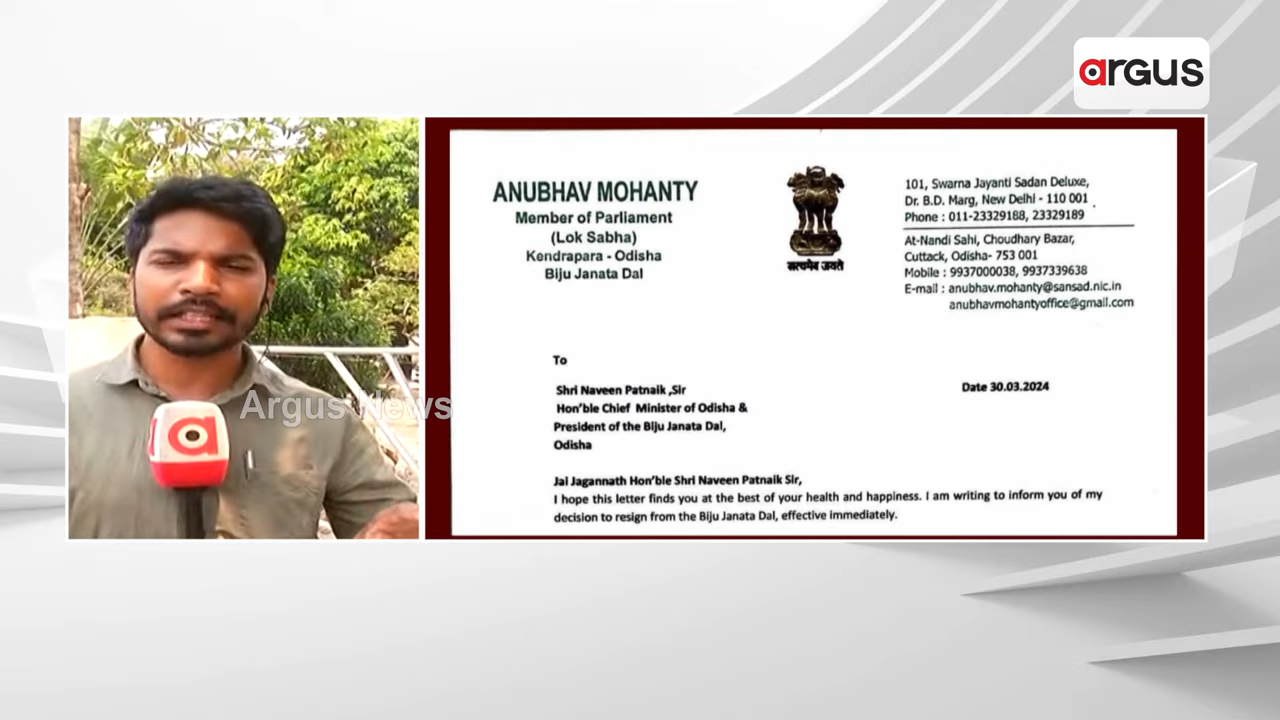 argus
ANUBHAV MOHANTY
Member of Parliament
(Lok Sabha)
Kendrapara - Odisha
Biju Janata Dal
सत्यमेव जयते
101, Swarna Jayanti Sadan Deluxe,
Dr. B.D. Marg, New Delhi - 110 001
Phone : 011-23329188, 23329189
At-Nandi Sahi, Choudhary Bazar,
Cuttack, Odisha- 753 001
Mobile : 9937000038, 9937339638
E-mail : anubhav.mohanty@sansad.nic.in
anubhavmohantyoffice@gmail.com
To
Shri Naveen Patnaik ,Sir
Date 30.03.2024
Hon'ble Chief Minister of Odisha &
President of the Biju Janata Dal,
Odisha
Jai Jagannath Hon'ble Shri Naveen Patnaik Sir,
I hope this letter finds you at the best of your health and happiness. I am writing to inform you of my
decision to resign from the Biju Janata Dal, effective immediately.
a
Argus News